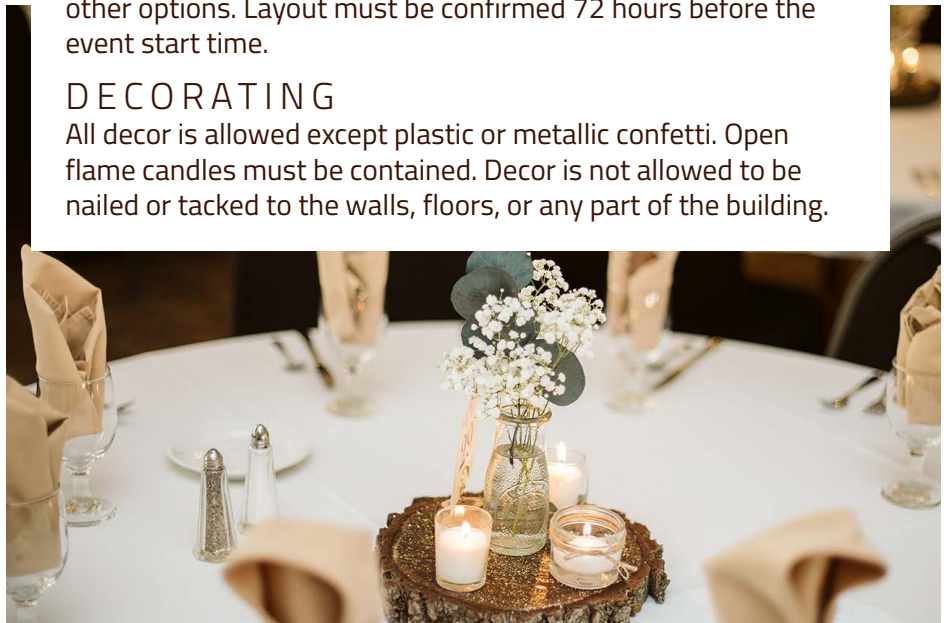 other options. Layout must be confirmed 72 hours before the
event start time.
DECORATING
All decor is allowed except plastic or metallic confetti. Open
flame candles must be contained. Decor is not allowed to be
nailed or tacked to the walls, floors, or any part of the building.